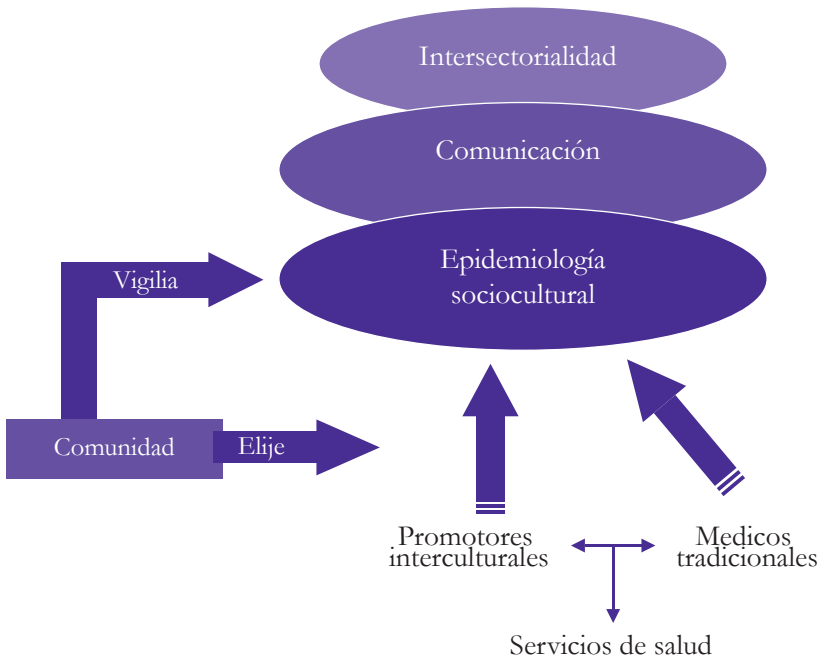 Intersectorialidad
Comunicación
Epidemiología
sociocultural
Vigilia
Comunidad
Elije
Promotores
interculturales
Medicos
tradicionales
Servicios de salud